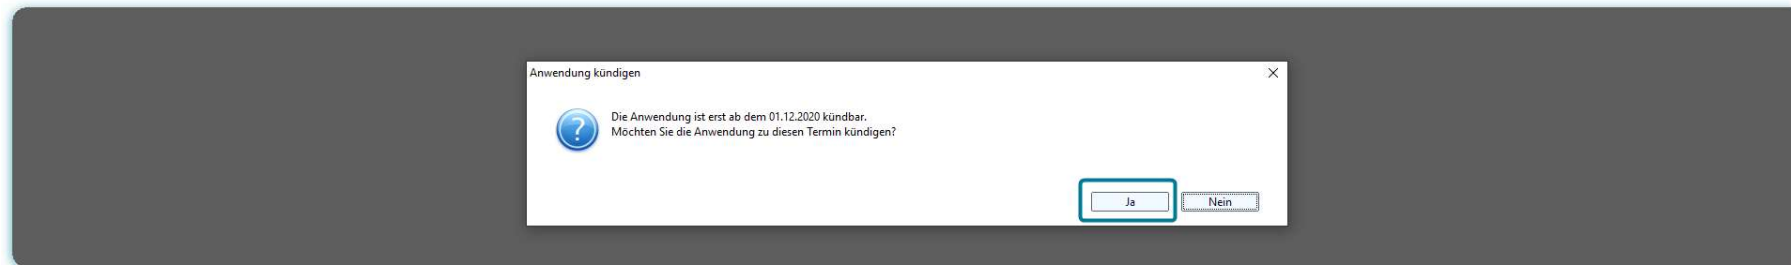 Anwendung kündigen
Die Anwendung ist erst ab dem 01.12.2020 kündbar.
Möchten Sie die Anwendung zu diesen Termin kündigen?
Ja
Nein